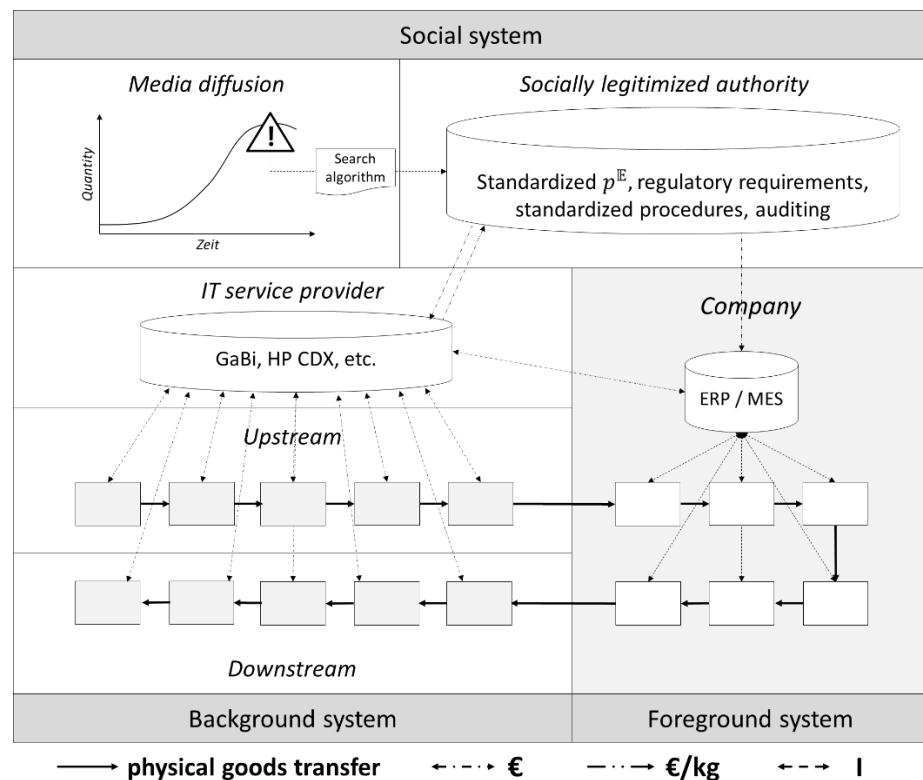 Social system
Media diffusion
Socially legitimized authority
Quantity
!
Search
algorithm
Zeit
Standardized p^𝔼, regulatory requirements,
standardized procedures, auditing
IT service provider
GaBi, HP CDX, etc.
Company
ERP / MES
Upstream
Downstream
Background system
Foreground system
physical goods transfer € €/kg I